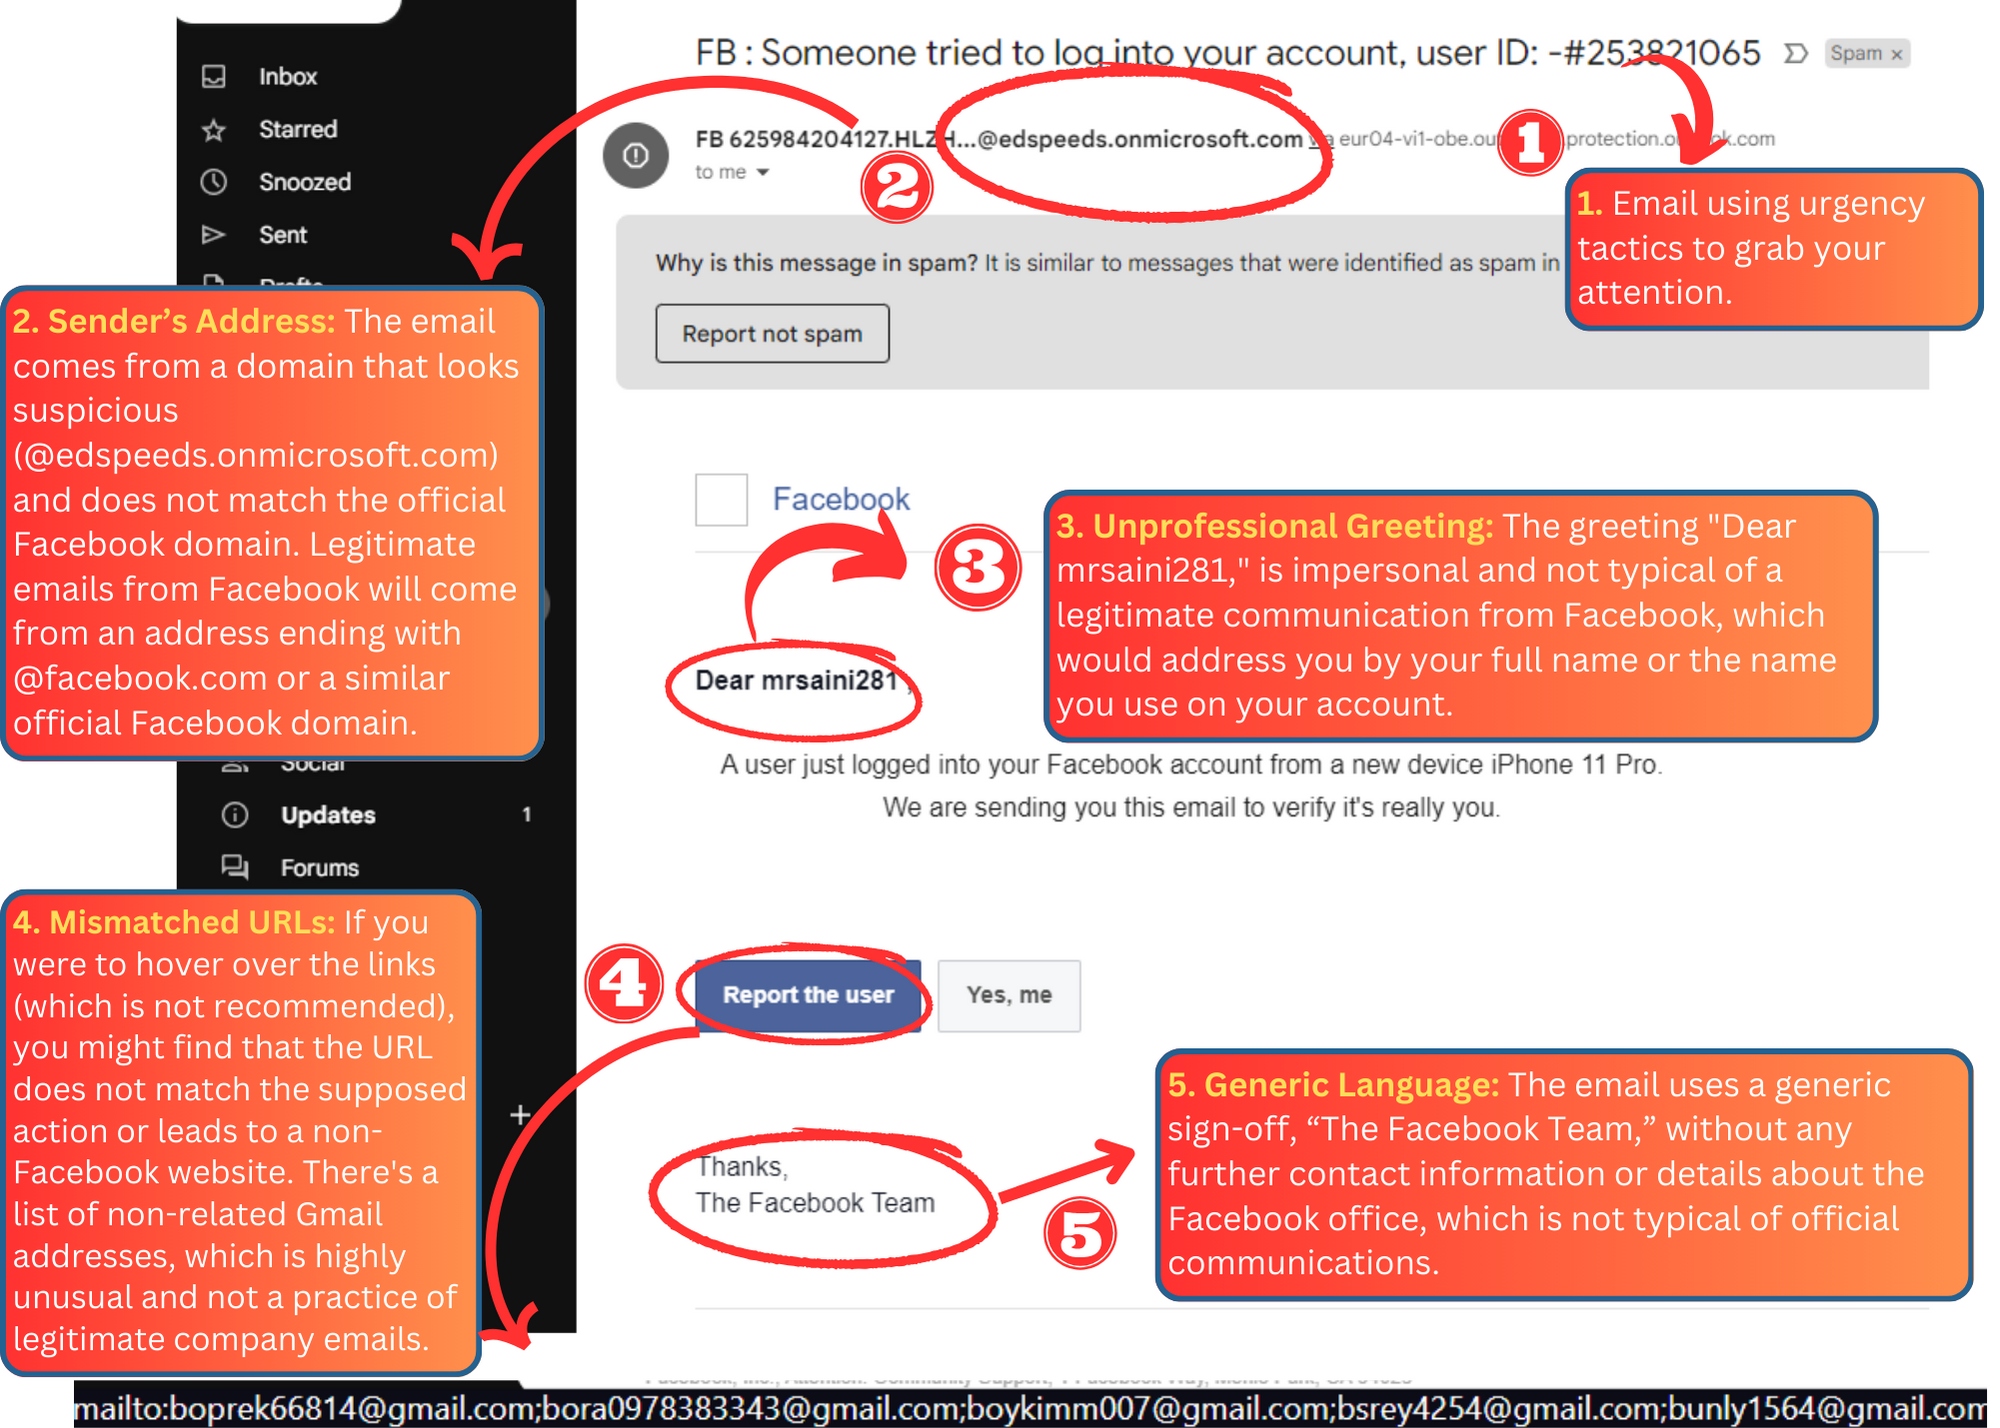 FB : Someone tried to log into your account, user ID: -#253821065
Spam ×
Inbox
Starred
Snoozed
Sent
Drafts
Social
Updates 1
Forums
+
FB 625984204127.HLZH...@edspeeds.onmicrosoft.com via eur04-vi1-obe.ou protection.outlook.com
to me
1
2
1. Email using urgency
tactics to grab your
attention.
Why is this message in spam? It is similar to messages that were identified as spam in
Report not spam
2. Sender’s Address: The email
comes from a domain that looks
suspicious
(@edspeeds.onmicrosoft.com)
and does not match the official
Facebook domain. Legitimate
emails from Facebook will come
from an address ending with
@facebook.com or a similar
official Facebook domain.
Facebook
3
3. Unprofessional Greeting: The greeting "Dear
mrsaini281," is impersonal and not typical of a
legitimate communication from Facebook, which
would address you by your full name or the name
you use on your account.
Dear mrsaini281 ,
A user just logged into your Facebook account from a new device iPhone 11 Pro.
We are sending you this email to verify it's really you.
4. Mismatched URLs: If you
were to hover over the links
(which is not recommended),
you might find that the URL
does not match the supposed
action or leads to a non-
Facebook website. There's a
list of non-related Gmail
addresses, which is highly
unusual and not a practice of
legitimate company emails.
4
Report the user
Yes, me
Thanks,
The Facebook Team
5
5. Generic Language: The email uses a generic
sign-off, “The Facebook Team,” without any
further contact information or details about the
Facebook office, which is not typical of official
communications.
mailto:boprek66814@gmail.com;bora0978383343@gmail.com;boykimm007@gmail.com;bsrey4254@gmail.com;bunly1564@gmail.com